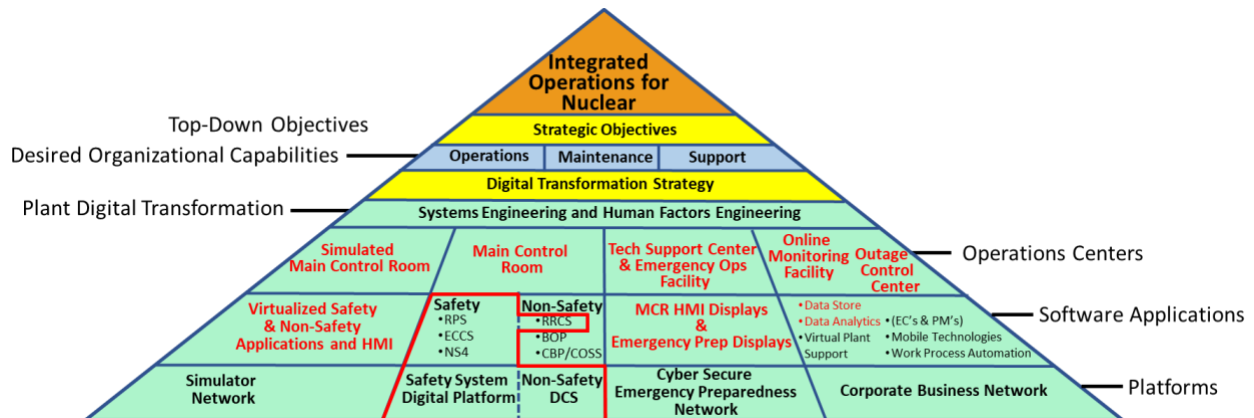 Integrated
Operations for
Nuclear
Top-Down Objectives
Strategic Objectives
Desired Organizational Capabilities
Operations
Maintenance
Support
Digital Transformation Strategy
Plant Digital Transformation
Systems Engineering and Human Factors Engineering
Simulated
Main Control Room
Main Control
Room
Tech Support Center
& Emergency Ops
Facility
Online
Monitoring
Facility
Outage
Control
Center
Operations Centers
Virtualized Safety
& Non-Safety
Applications and HMI
Safety
•RPS
•ECCS
•NS4
Non-Safety
•RRCS
•BOP
•CBP/COSS
MCR HMI Displays
&
Emergency Prep Displays
•Data Store
•Data Analytics
•Virtual Plant
Support
•(EC's & PM's)
•Mobile Technologies
•Work Process Automation
Software Applications
Simulator
Network
Safety System
Digital Platform
Non-Safety
DCS
Cyber Secure
Emergency Preparedness
Network
Corporate Business Network
Platforms